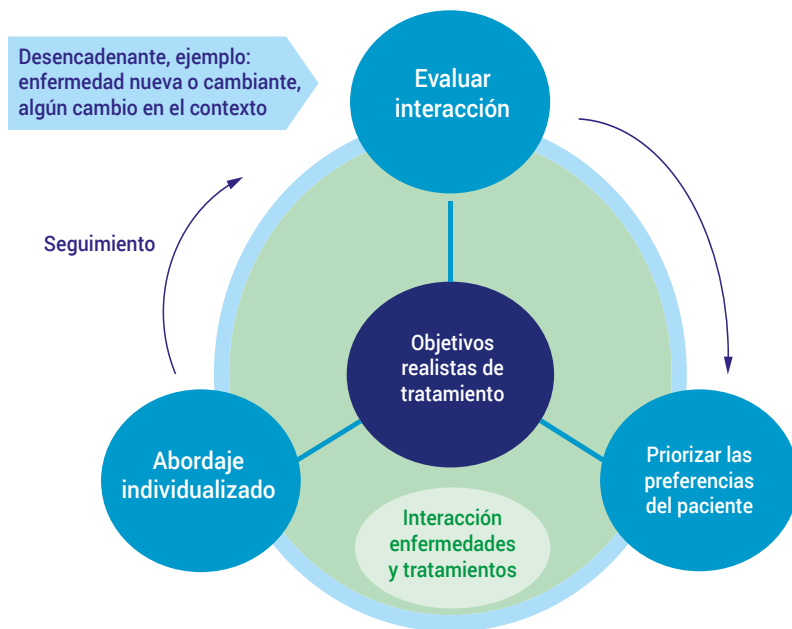 Desencadenante, ejemplo:
enfermedad nueva o cambiante,
algún cambio en el contexto
Evaluar
interacción
Seguimiento
Objetivos
realistas de
tratamiento
Abordaje
individualizado
Priorizar las
preferencias
del paciente
Interacción
enfermedades
y tratamientos